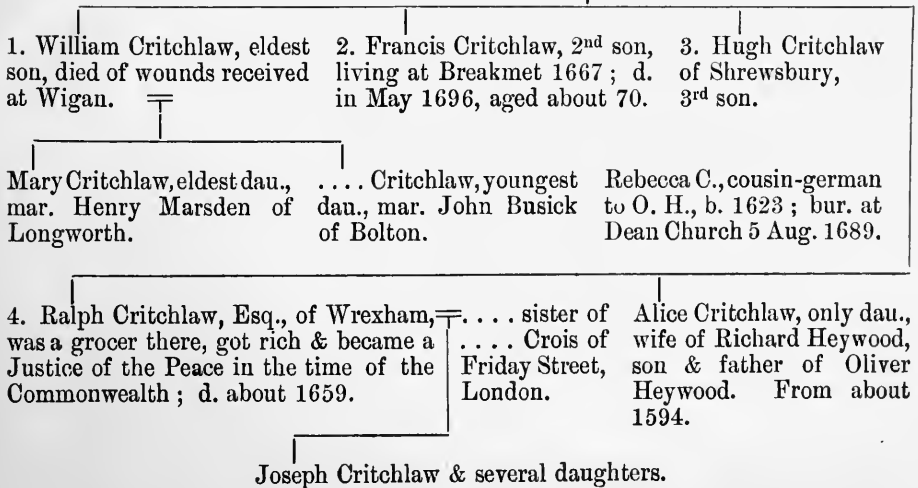 1. William Critchlaw, eldest son, died of wounds received at Wigan.
2. Francis Critchlaw, 2nd son, living at Breakmet 1667 ; d. in May 1696, aged about 70.
3. Hugh Critchlaw of Shrewsbury, 3rd son.
Mary Critchlaw, eldest dau., mar. Henry Marsden of Longworth.
.... Critchlaw, youngest dau., mar. John Busick of Bolton.
Rebecca C., cousin-german to O. H., b. 1623 ; bur. at Dean Church 5 Aug. 1689.
4. Ralph Critchlaw, Esq., of Wrexham, was a grocer there, got rich & became a Justice of the Peace in the time of the Commonwealth ; d. about 1659.
.... sister of .... Crois of Friday Street, London.
Alice Critchlaw, only dau., wife of Richard Heywood, son & father of Oliver Heywood. From about 1594.
Joseph Critchlaw & several daughters.